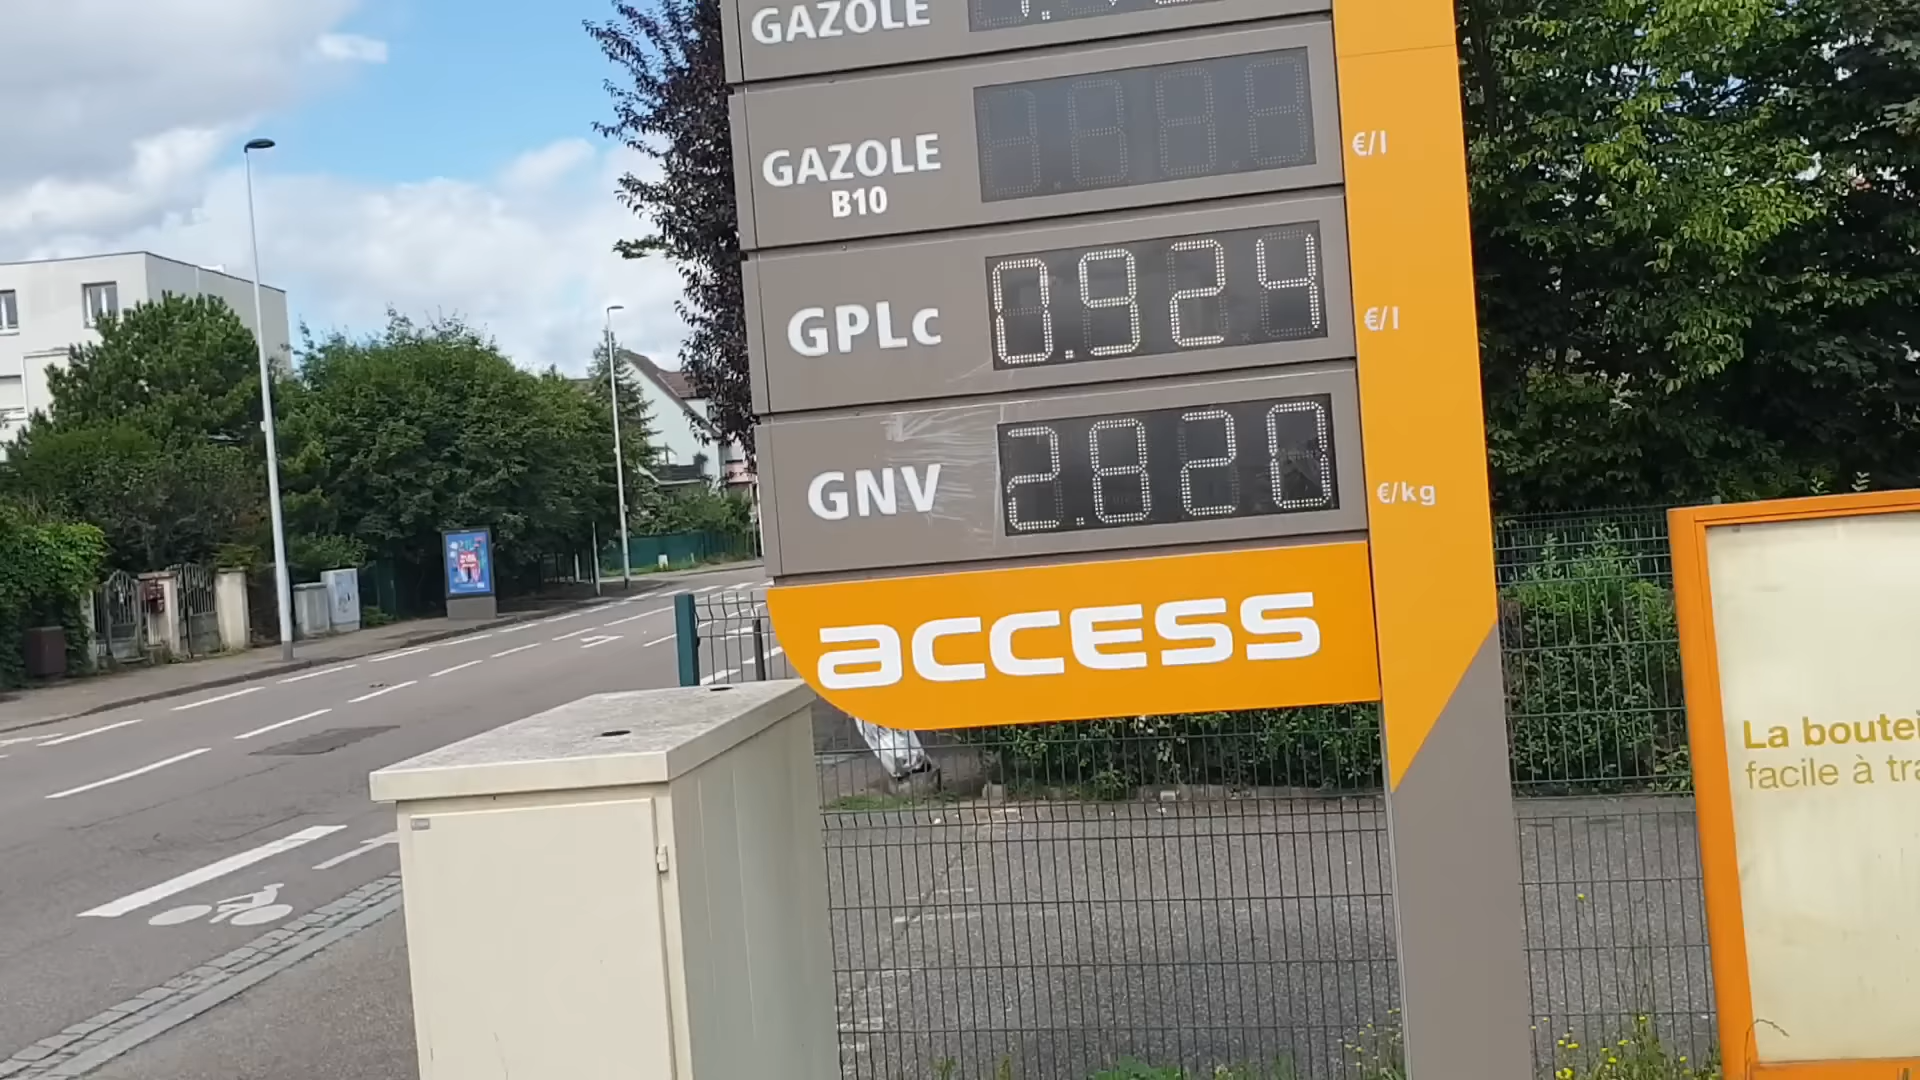 GAZOLE
GAZOLE
B10
€/l
GPLc 0.924 €/l
GNV 2.820 €/kg
access
La boutei
facile à tra